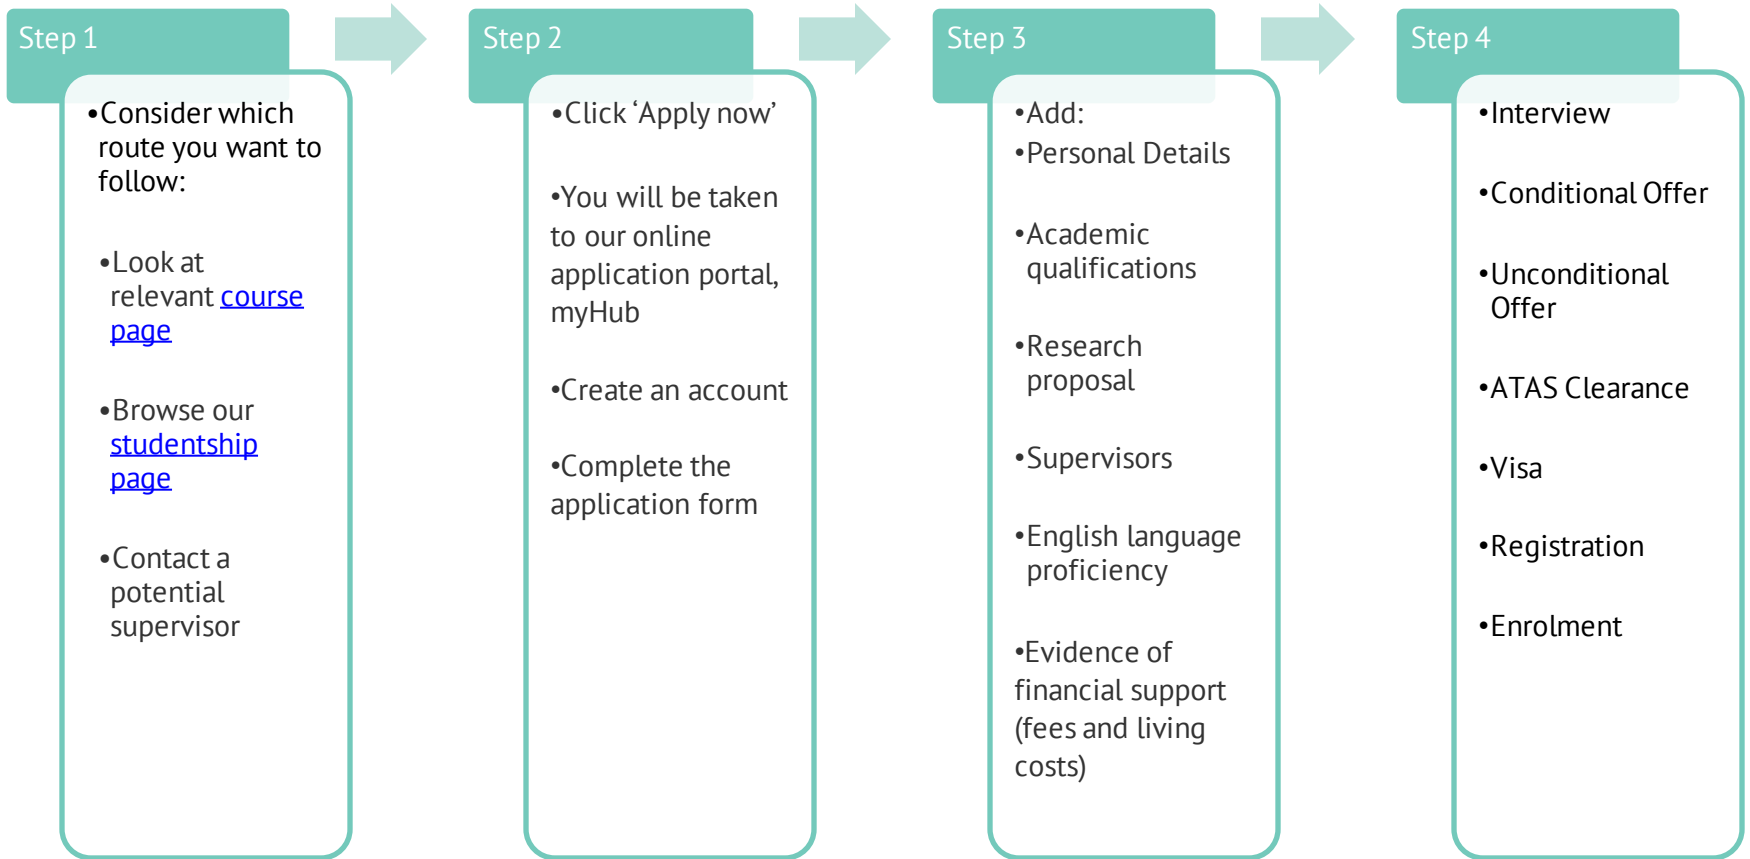 Step 1
•Consider which
route you want to
follow:
•Look at
relevant course
page
•Browse our
studentship
page
•Contact a
potential
supervisor
Step 2
•Click ‘Apply now’
•You will be taken
to our online
application portal,
myHub
•Create an account
•Complete the
application form
Step 3
•Add:
•Personal Details
•Academic
qualifications
•Research
proposal
•Supervisors
•English language
proficiency
•Evidence of
financial support
(fees and living
costs)
Step 4
•Interview
•Conditional Offer
•Unconditional
Offer
•ATAS Clearance
•Visa
•Registration
•Enrolment